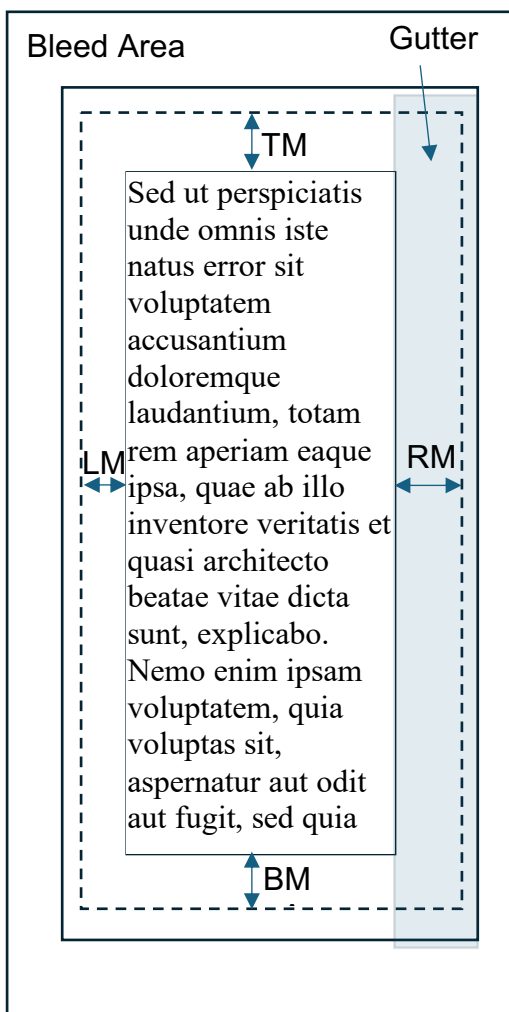 Bleed Area
Gutter
TM
Sed ut perspiciatis
unde omnis iste
natus error sit
voluptatem
accusantium
doloremque
laudantium, totam
rem aperiam eaque
ipsa, quae ab illo
inventore veritatis et
quasi architecto
beatae vitae dicta
sunt, explicabo.
Nemo enim ipsam
voluptatem, quia
voluptas sit,
aspernatur aut odit
aut fugit, sed quia
LM
RM
BM